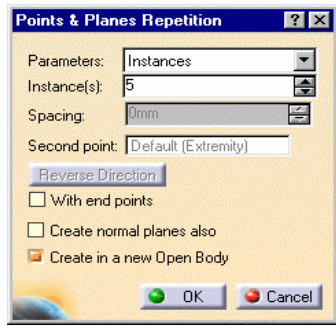 Points & Planes Repetition ? X
Parameters: Instances
Instance(s): 5
Spacing: 0mm
Second point: Default (Extremity)
Reverse Direction
With end points
Create normal planes also
Create in a new Open Body
OK Cancel